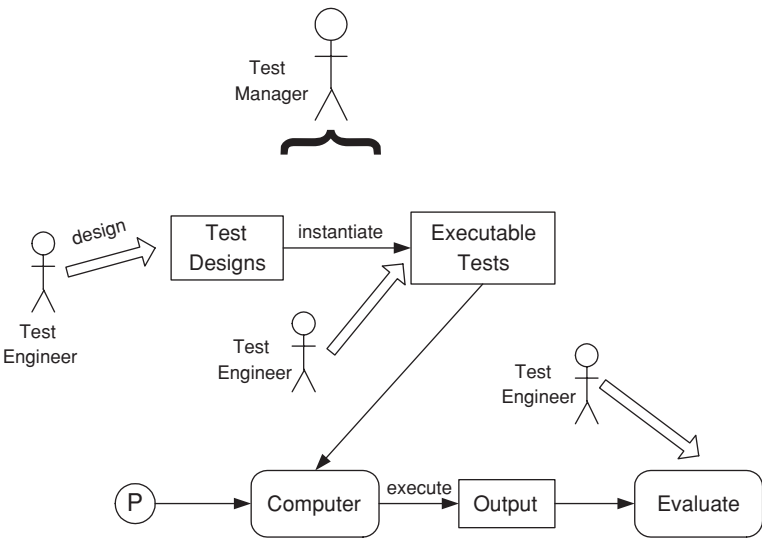 Test
Manager
design
Test
Designs
instantiate
Executable
Tests
Test
Engineer
Test
Engineer
Test
Engineer
P
Computer
execute
Output
Evaluate